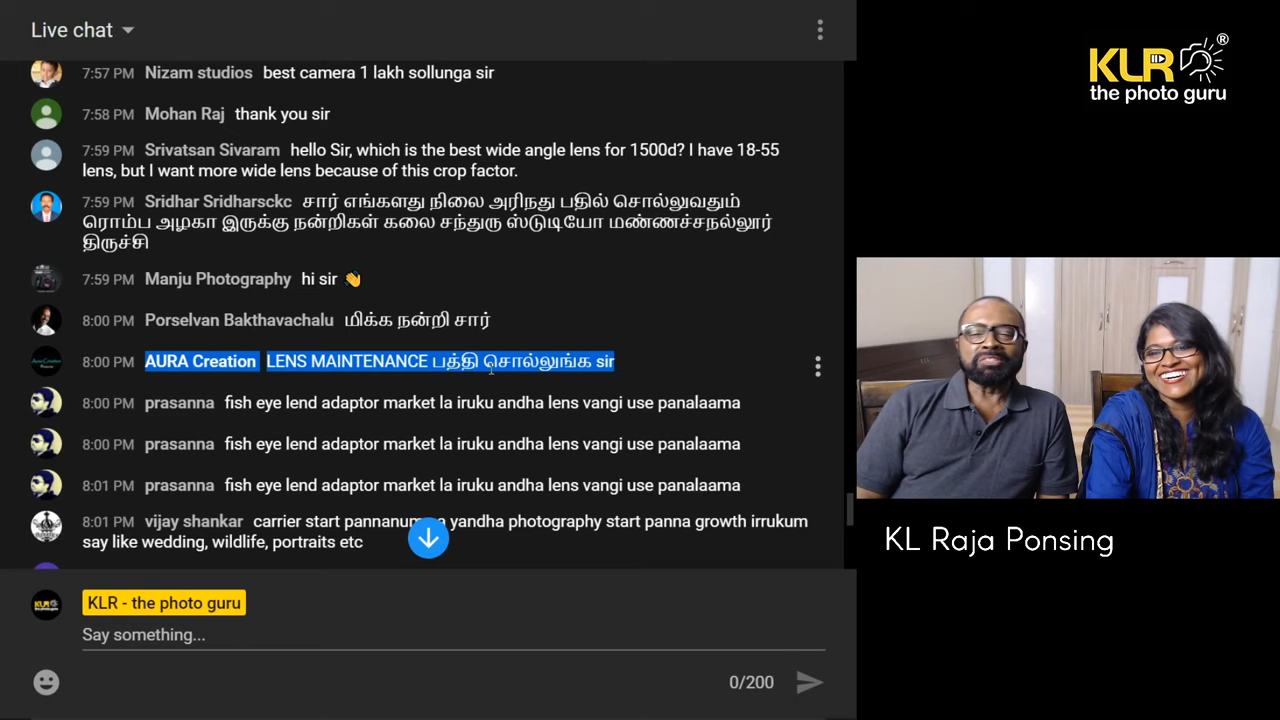 Live chat
7:57 PM Nizam studios best camera 1 lakh sollunga sir
7:58 PM Mohan Raj thank you sir
7:59 PM Srivatsan Sivaram hello Sir, which is the best wide angle lens for 1500d? I have 18-55
lens, but I want more wide lens because of this crop factor.
7:59 PM Sridhar Sridharsckc சார் எங்களது நிலை அரிநது பதில் சொல்லுவதும்
ரொம்ப அழகா இருக்கு நன்றிகள் கலை சந்துரு ஸ்டுடியோ மண்ணச்சநல்லூர்
திருச்சி
7:59 PM Manju Photography hi sir 👋
8:00 PM Porselvan Bakthavachalu மிக்க நன்றி சார்
8:00 PM AURA Creation LENS MAINTENANCE பத்தி சொல்லுங்க sir
8:00 PM prasanna fish eye lend adaptor market la iruku andha lens vangi use panalaama
8:00 PM prasanna fish eye lend adaptor market la iruku andha lens vangi use panalaama
8:01 PM prasanna fish eye lend adaptor market la iruku andha lens vangi use panalaama
8:01 PM vijay shankar carrier start yandha photography start panna growth irrukum
say like wedding, wildlife, portraits etc
KLR - the photo guru
Say something...
0/200
KLR ®
the photo guru
KL Raja Ponsing